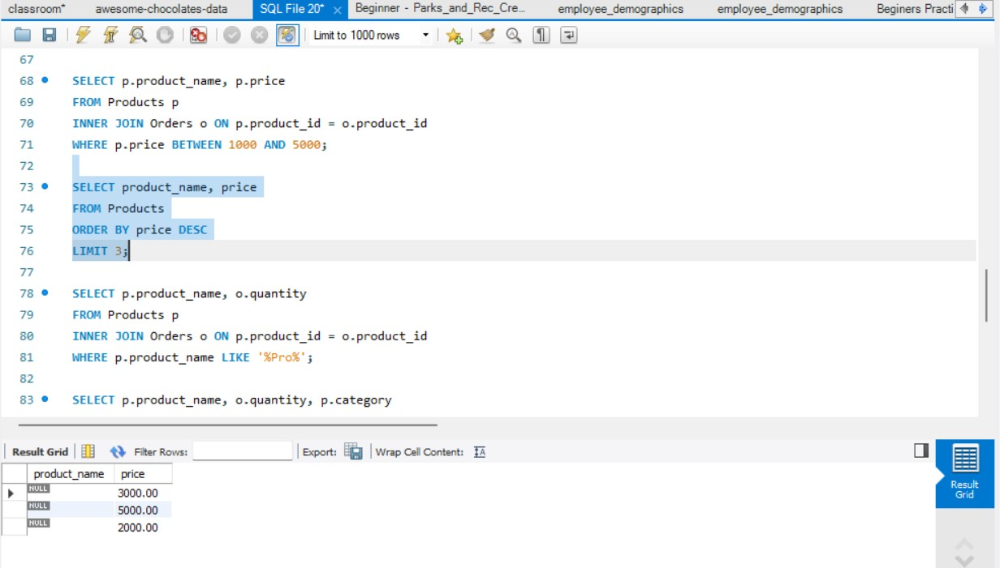 classroom* awesome-chocolates-data SQL File 20* × Beginner - Parks_and_Rec_Cre... employee_demographics employee_demographics Beginers Practi
Limit to 1000 rows
67
68 SELECT p.product_name, p.price
69 FROM Products p
70 INNER JOIN Orders o ON p.product_id = o.product_id
71 WHERE p.price BETWEEN 1000 AND 5000;
72
73 SELECT product_name, price
74 FROM Products
75 ORDER BY price DESC
76 LIMIT 3;
77
78 SELECT p.product_name, o.quantity
79 FROM Products p
80 INNER JOIN Orders o ON p.product_id = o.product_id
81 WHERE p.product_name LIKE '%Pro%';
82
83 SELECT p.product_name, o.quantity, p.category
Result Grid Filter Rows: Export: Wrap Cell Content:
product_name price
NULL 3000.00
NULL 5000.00
NULL 2000.00
Result
Grid